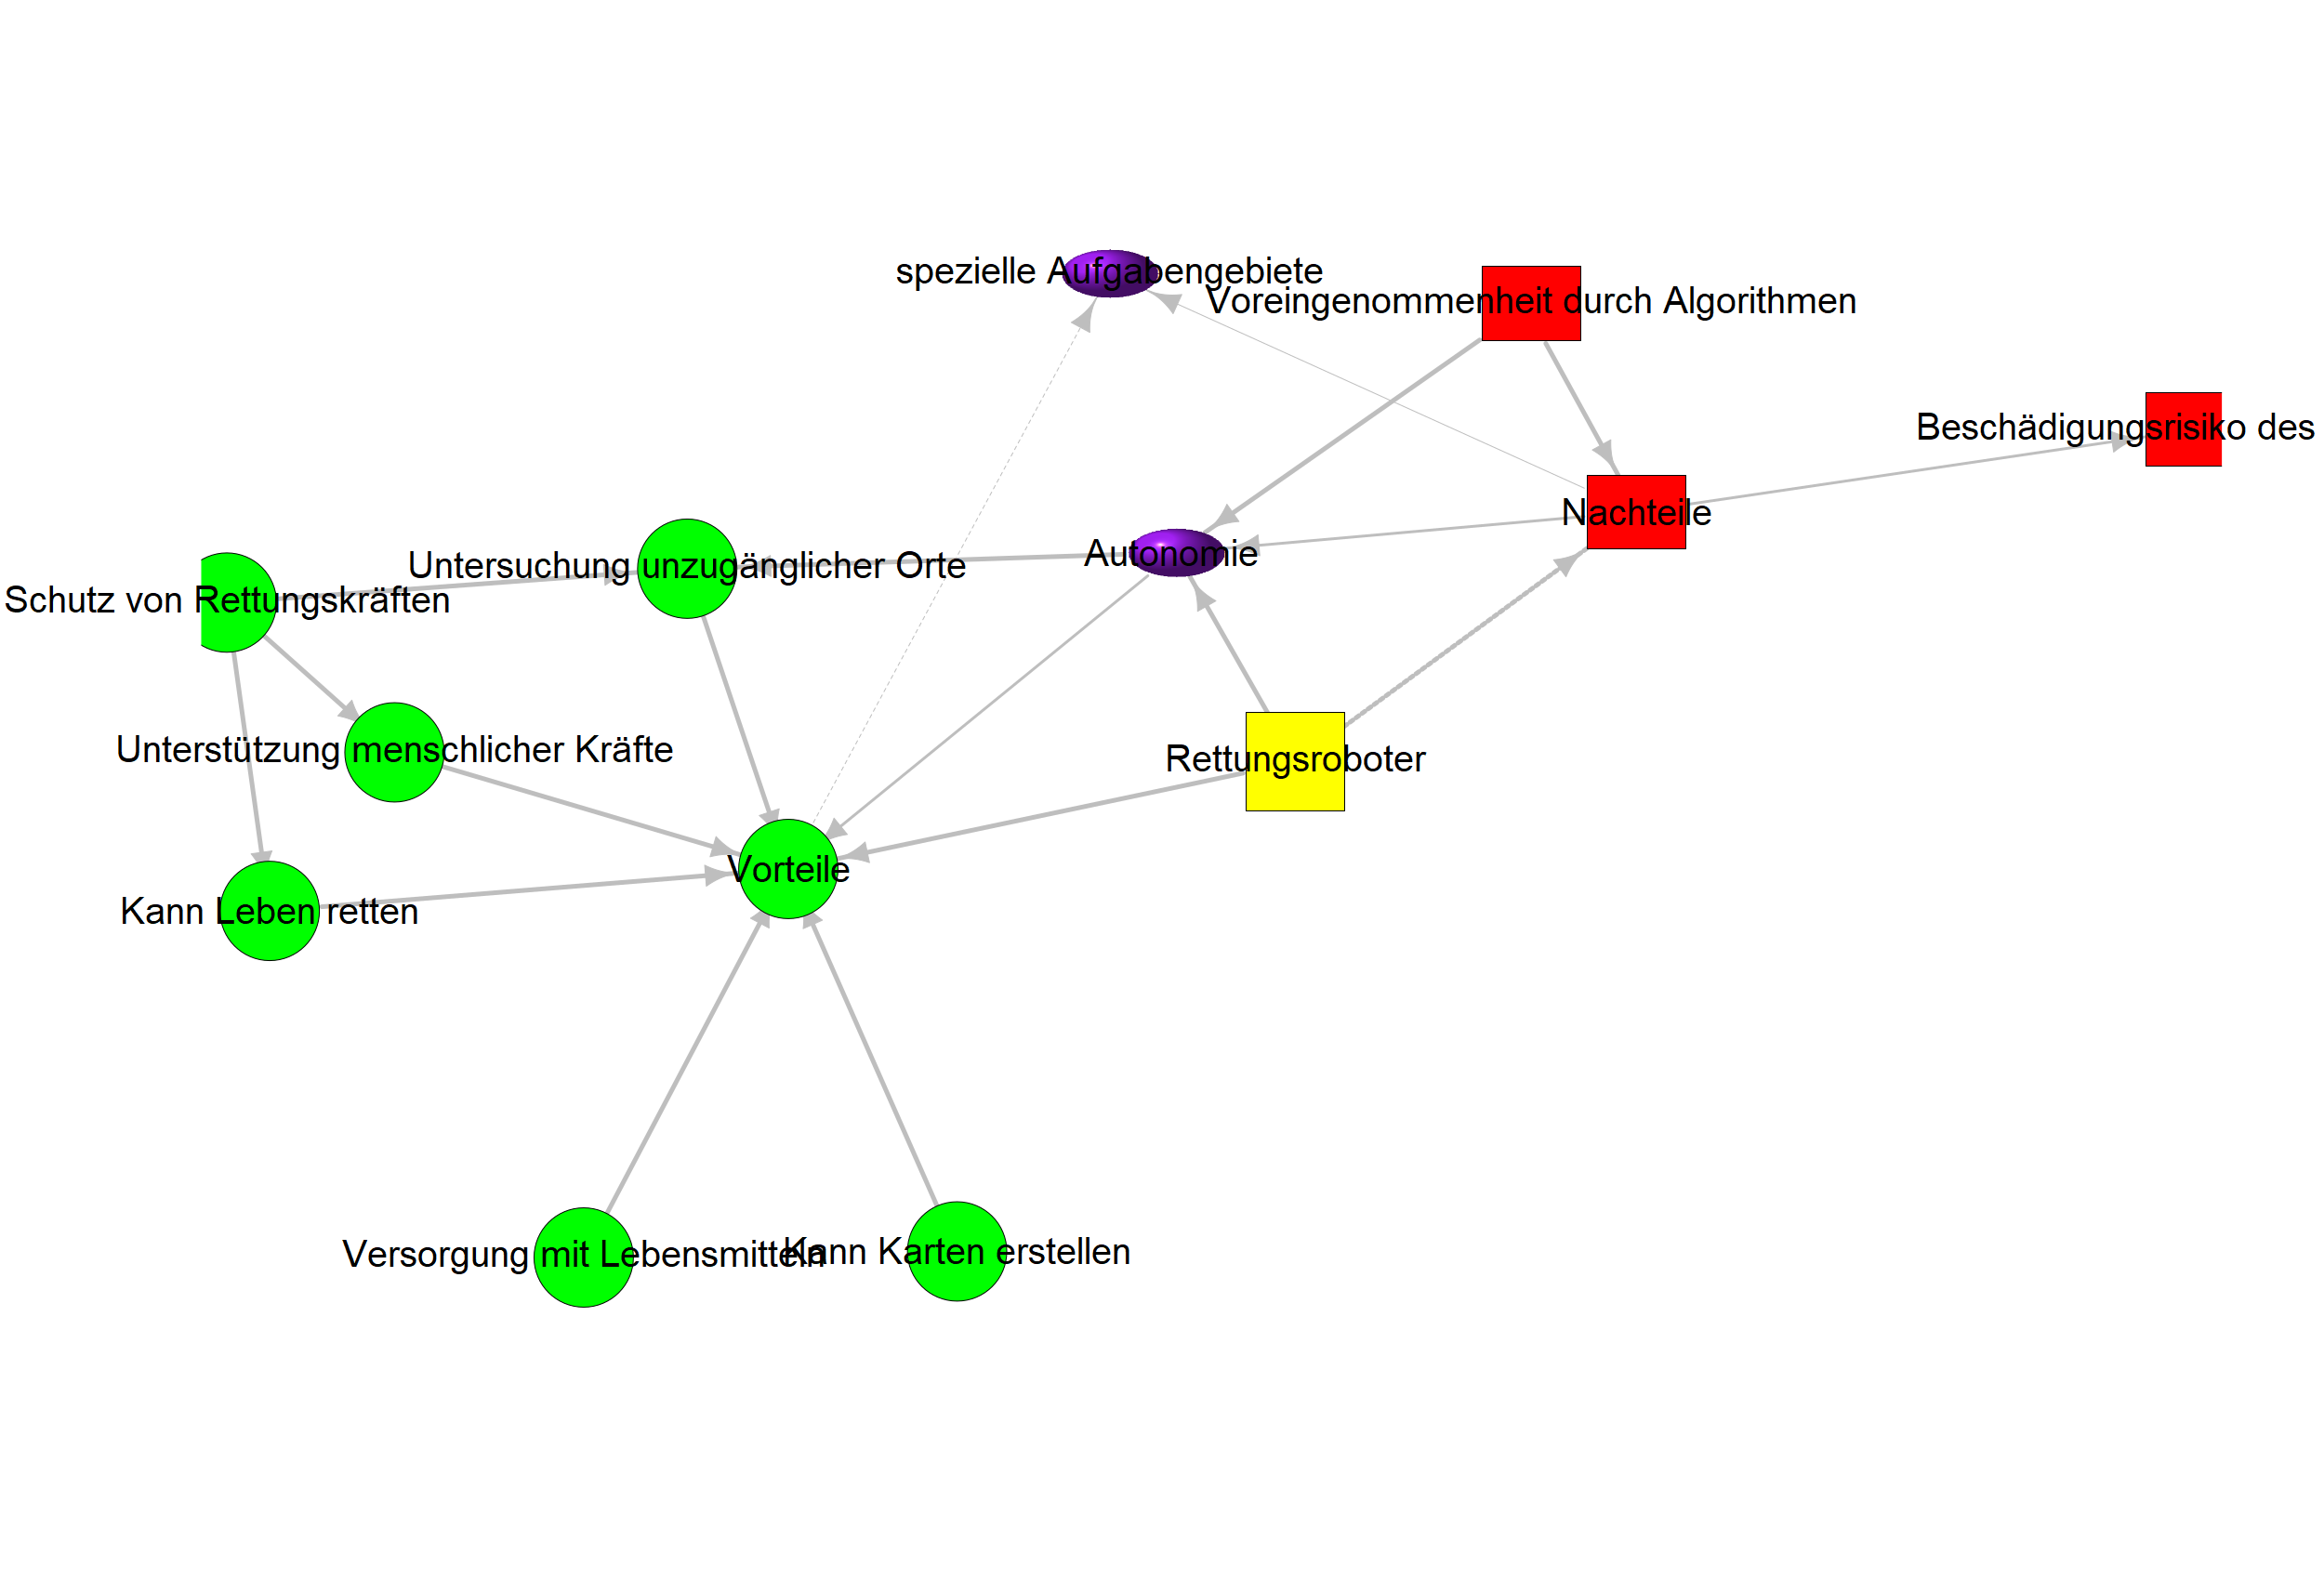 spezielle Aufgabengebiete
Voreingenommenheit durch Algorithmen
Beschädigungsrisiko des
Nachteile
Autonomie
Untersuchung unzugänglicher Orte
Schutz von Rettungskräften
Unterstützung menschlicher Kräfte
Rettungsroboter
Vorteile
Kann Leben retten
Versorgung mit Lebensmitteln
Kann Karten erstellen